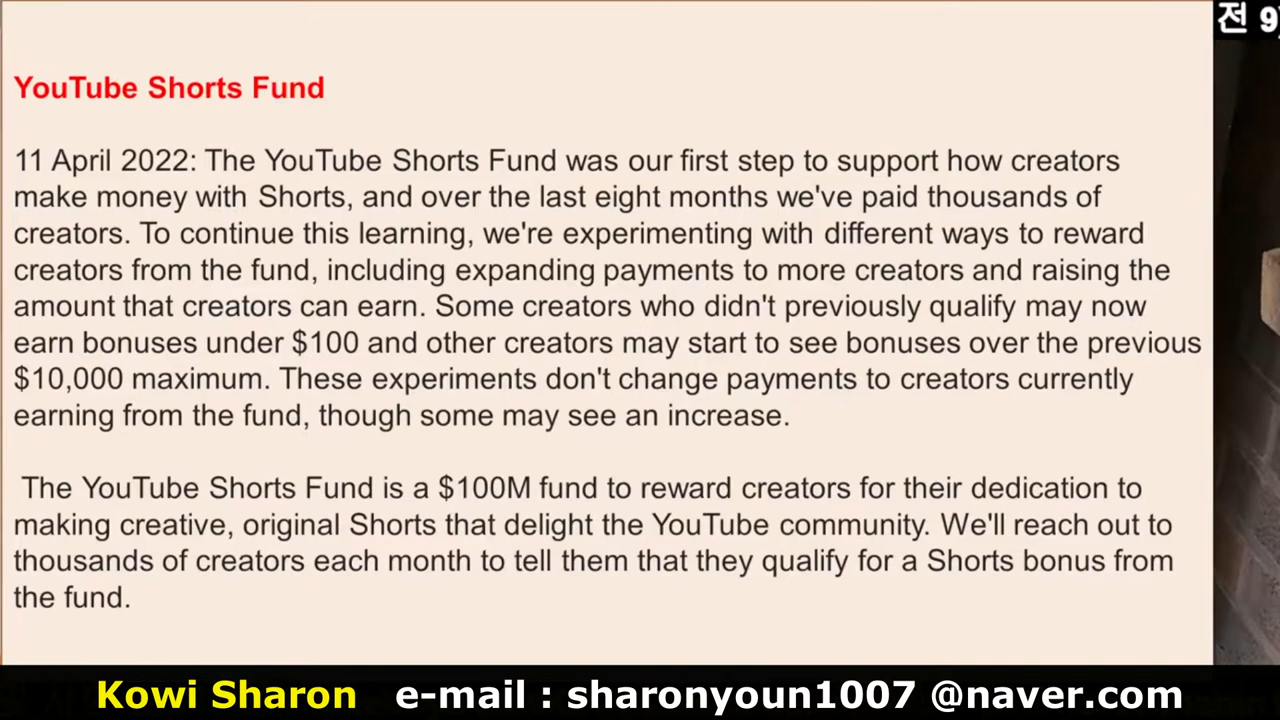 전 9
YouTube Shorts Fund
11 April 2022: The YouTube Shorts Fund was our first step to support how creators
make money with Shorts, and over the last eight months we've paid thousands of
creators. To continue this learning, we're experimenting with different ways to reward
creators from the fund, including expanding payments to more creators and raising the
amount that creators can earn. Some creators who didn't previously qualify may now
earn bonuses under $100 and other creators may start to see bonuses over the previous
$10,000 maximum. These experiments don't change payments to creators currently
earning from the fund, though some may see an increase.
The YouTube Shorts Fund is a $100M fund to reward creators for their dedication to
making creative, original Shorts that delight the YouTube community. We'll reach out to
thousands of creators each month to tell them that they qualify for a Shorts bonus from
the fund.
Kowi Sharon e-mail : sharonyoun1007 @naver.com